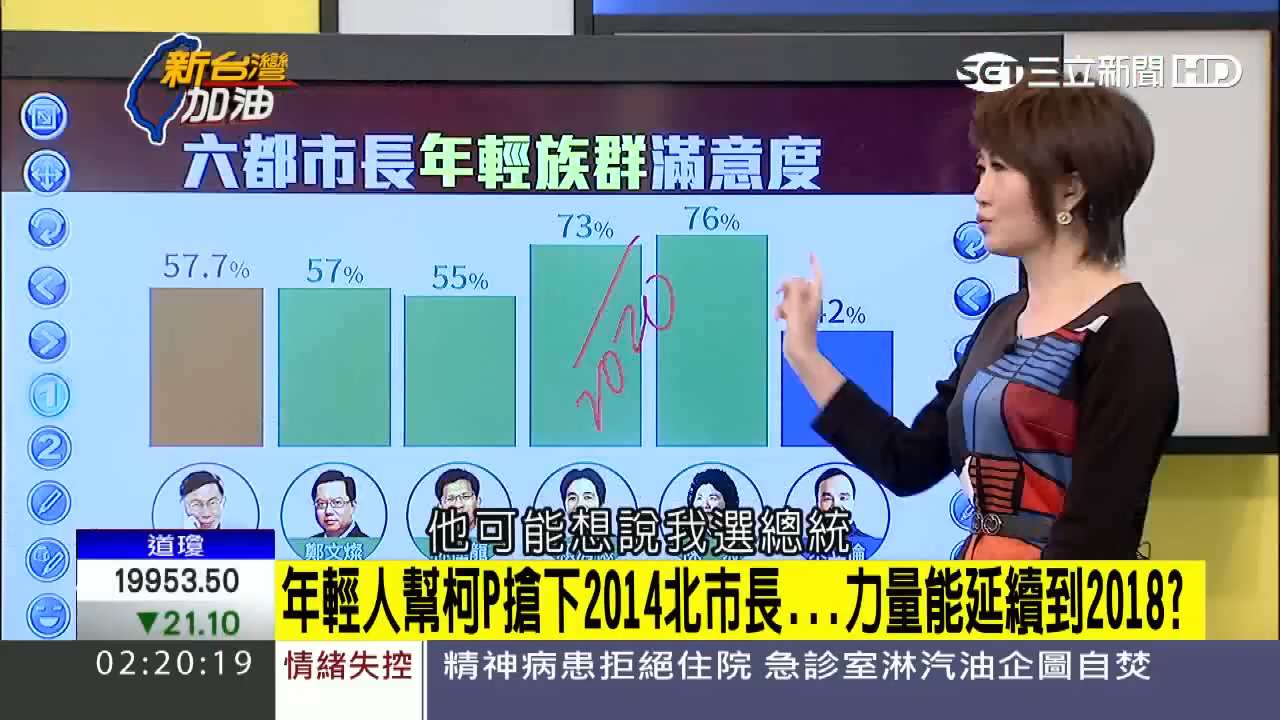 新台灣
加油
SET三立新聞HD
六都市長年輕族群滿意度
57.7%
57%
55%
73%
76%
42%
2020
1
2
鄭文燦
他可能想說我選總統
道瓊
19953.50
▼21.10
年輕人幫柯P搶下2014北市長...力量能延續到2018?
02:20:19
情緒失控
精神病患拒絕住院 急診室淋汽油企圖自焚